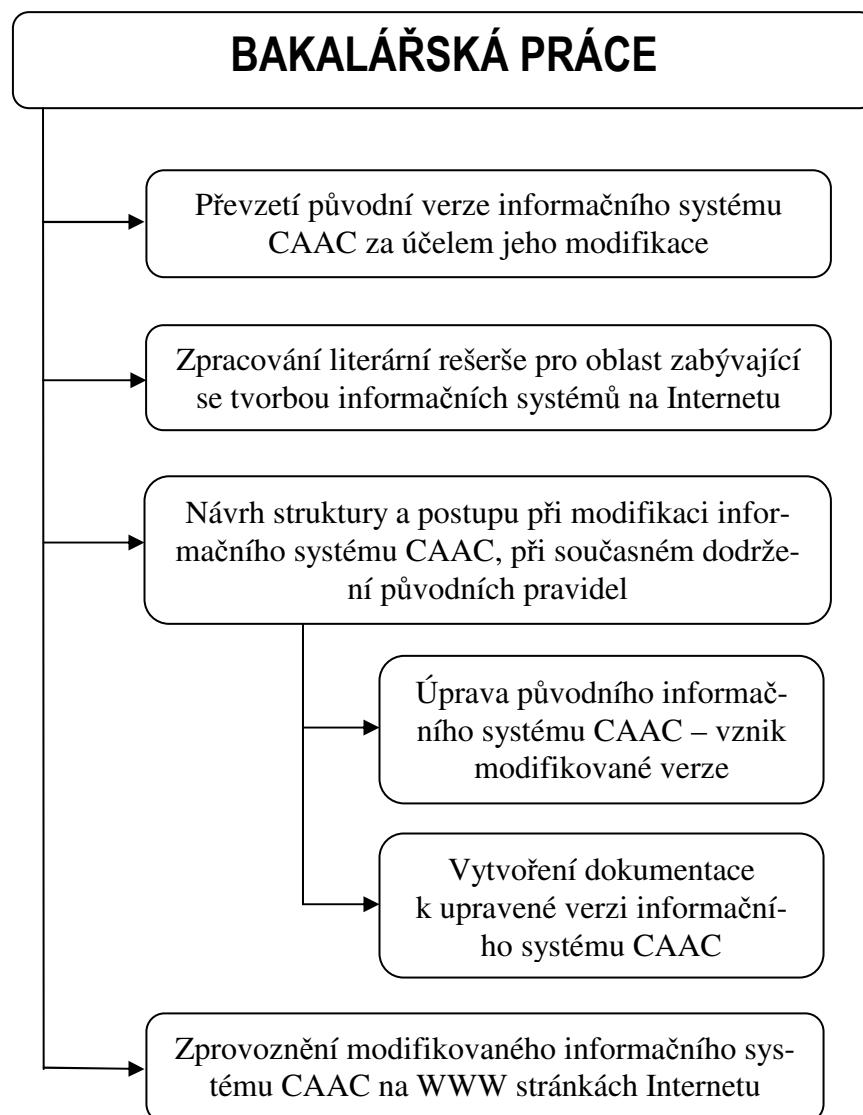 BAKALÁŘSKÁ PRÁCE
Převzetí původní verze informačního systému
CAAC za účelem jeho modifikace
Zpracování literární rešerše pro oblast zabývající
se tvorbou informačních systémů na Internetu
Návrh struktury a postupu při modifikaci infor-
mačního systému CAAC, při současném dodrže-
ní původních pravidel
Úprava původního informač-
ního systému CAAC – vznik
modifikované verze
Vytvoření dokumentace
k upravené verzi informační-
ho systému CAAC
Zprovoznění modifikovaného informačního sys-
tému CAAC na WWW stránkách Internetu